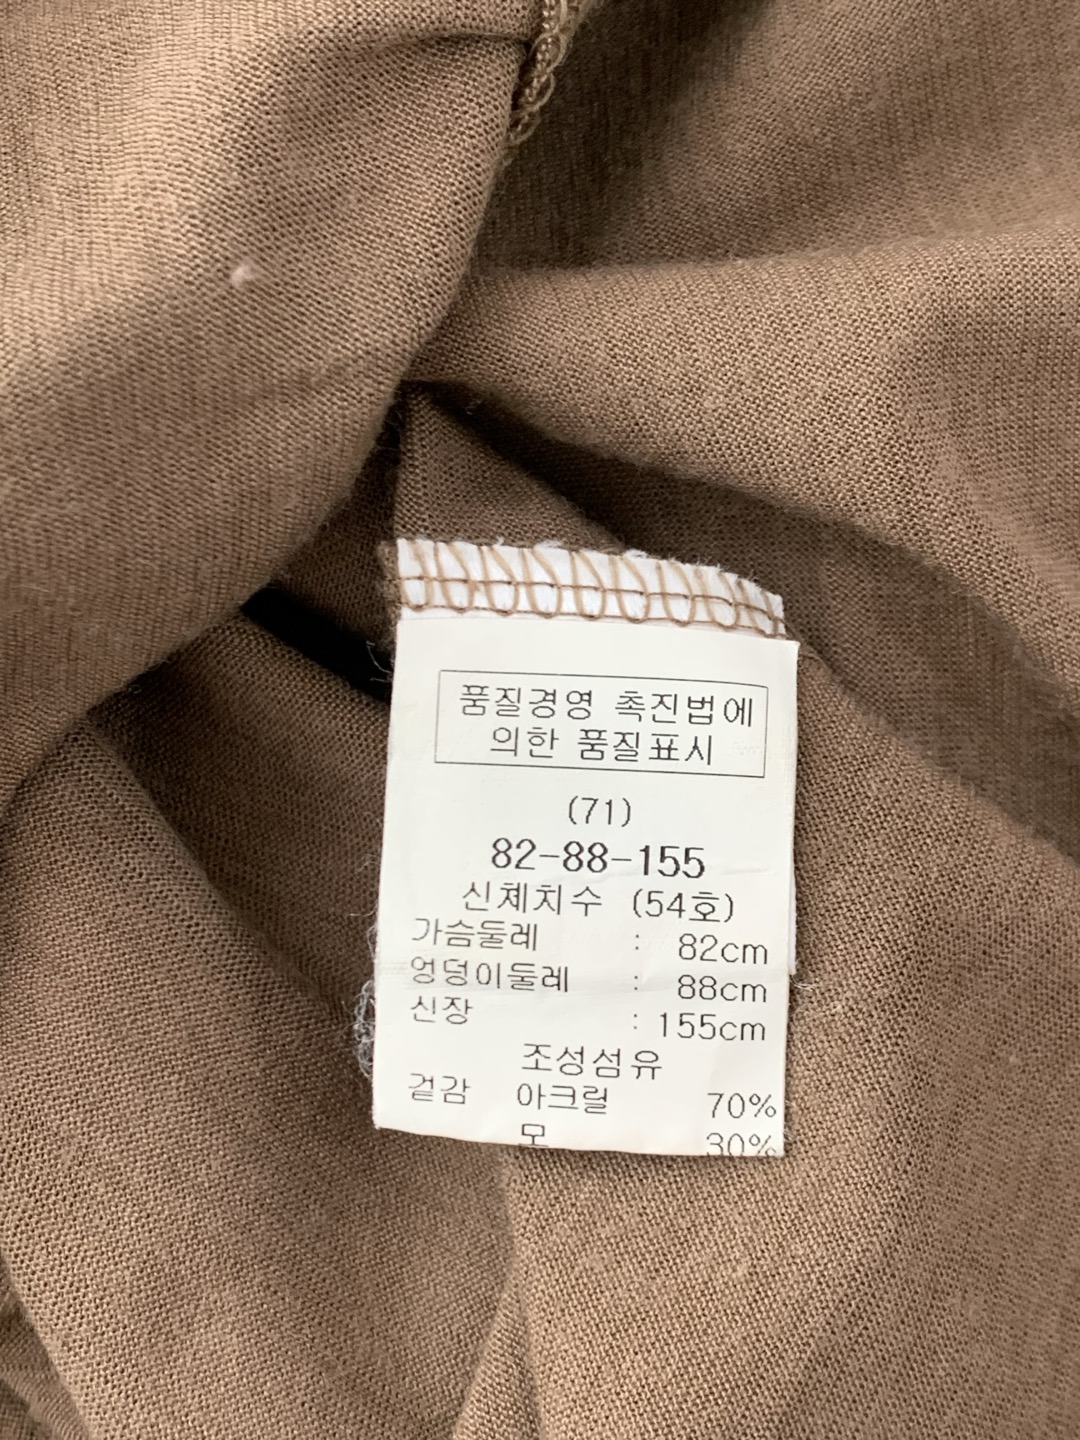 품질경영 촉진법에
의한 품질표시
(71)
82-88-155
신체치수 (54호)
가슴둘레 : 82cm
엉덩이둘레 : 88cm
신장 : 155cm
조성섬유
겉감 아크릴 70%
모 30%